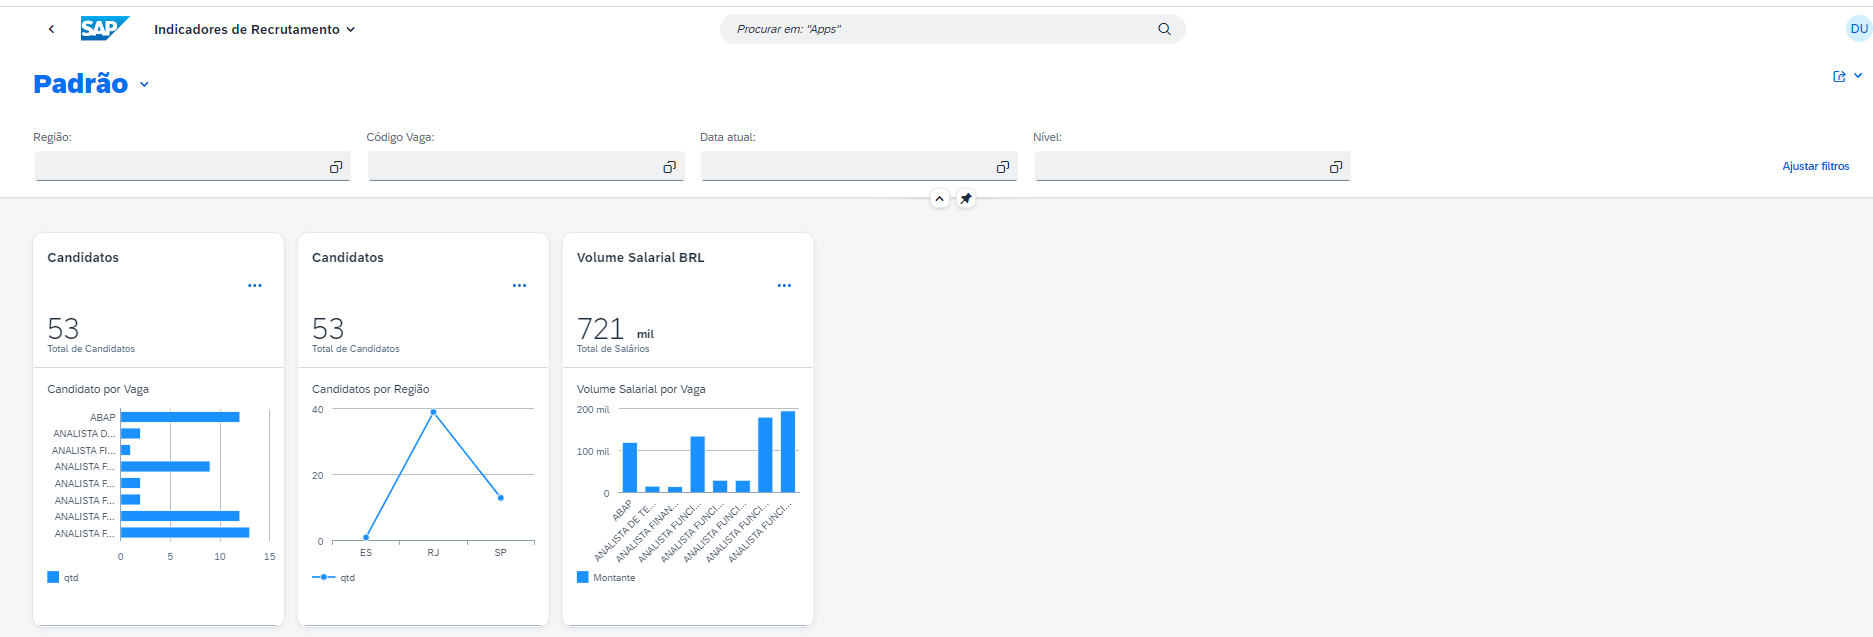 SAP
Indicadores de Recrutamento
Procurar em: "Apps"
DU
Padrão
Região:
Código Vaga:
Data atual:
Nível:
Ajustar filtros
Candidatos
...
53
Total de Candidatos
Candidato por Vaga
ABAP
ANALISTA D...
ANALISTA FI...
ANALISTA F...
ANALISTA F...
ANALISTA F...
ANALISTA F...
ANALISTA F...
0 5 10 15
qtd
Candidatos
...
53
Total de Candidatos
Candidatos por Região
40
20
0
ES RJ SP
qtd
Volume Salarial BRL
...
721 mil
Total de Salários
Volume Salarial por Vaga
200 mil
100 mil
0
ABAP
ANALISTA DE TE...
ANALISTA FINAN...
ANALISTA FUNCI...
ANALISTA FUNCI...
ANALISTA FUNCI...
ANALISTA FUNCI...
ANALISTA FUNCI...
Montante